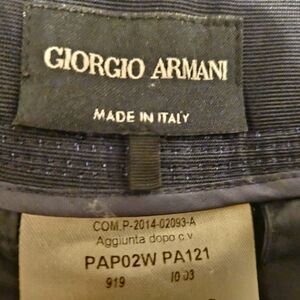 GIORGIO ARMANI
MADE IN ITALY
COM.P-2014-02093-A
Aggiunta dopo c.v
PAP02W PA121
919 10 03